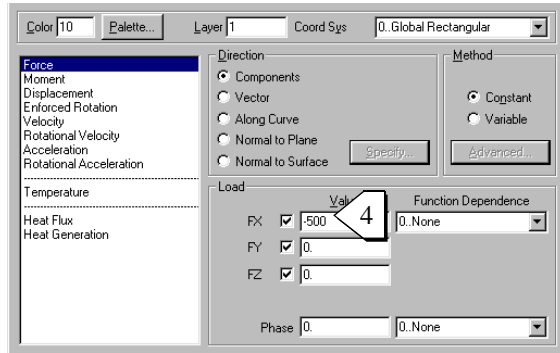 Color 10 Palette... Layer 1 Coord Sys 0..Global Rectangular
Force
Moment
Displacement
Enforced Rotation
Velocity
Rotational Velocity
Acceleration
Rotational Acceleration
Temperature
Heat Flux
Heat Generation
Direction
Components
Vector
Along Curve
Normal to Plane
Normal to Surface
Specify...
Method
Constant
Variable
Advanced...
Load
Function Dependence
FX -500 4 0..None
FY 0.
FZ 0.
Phase 0. 0..None